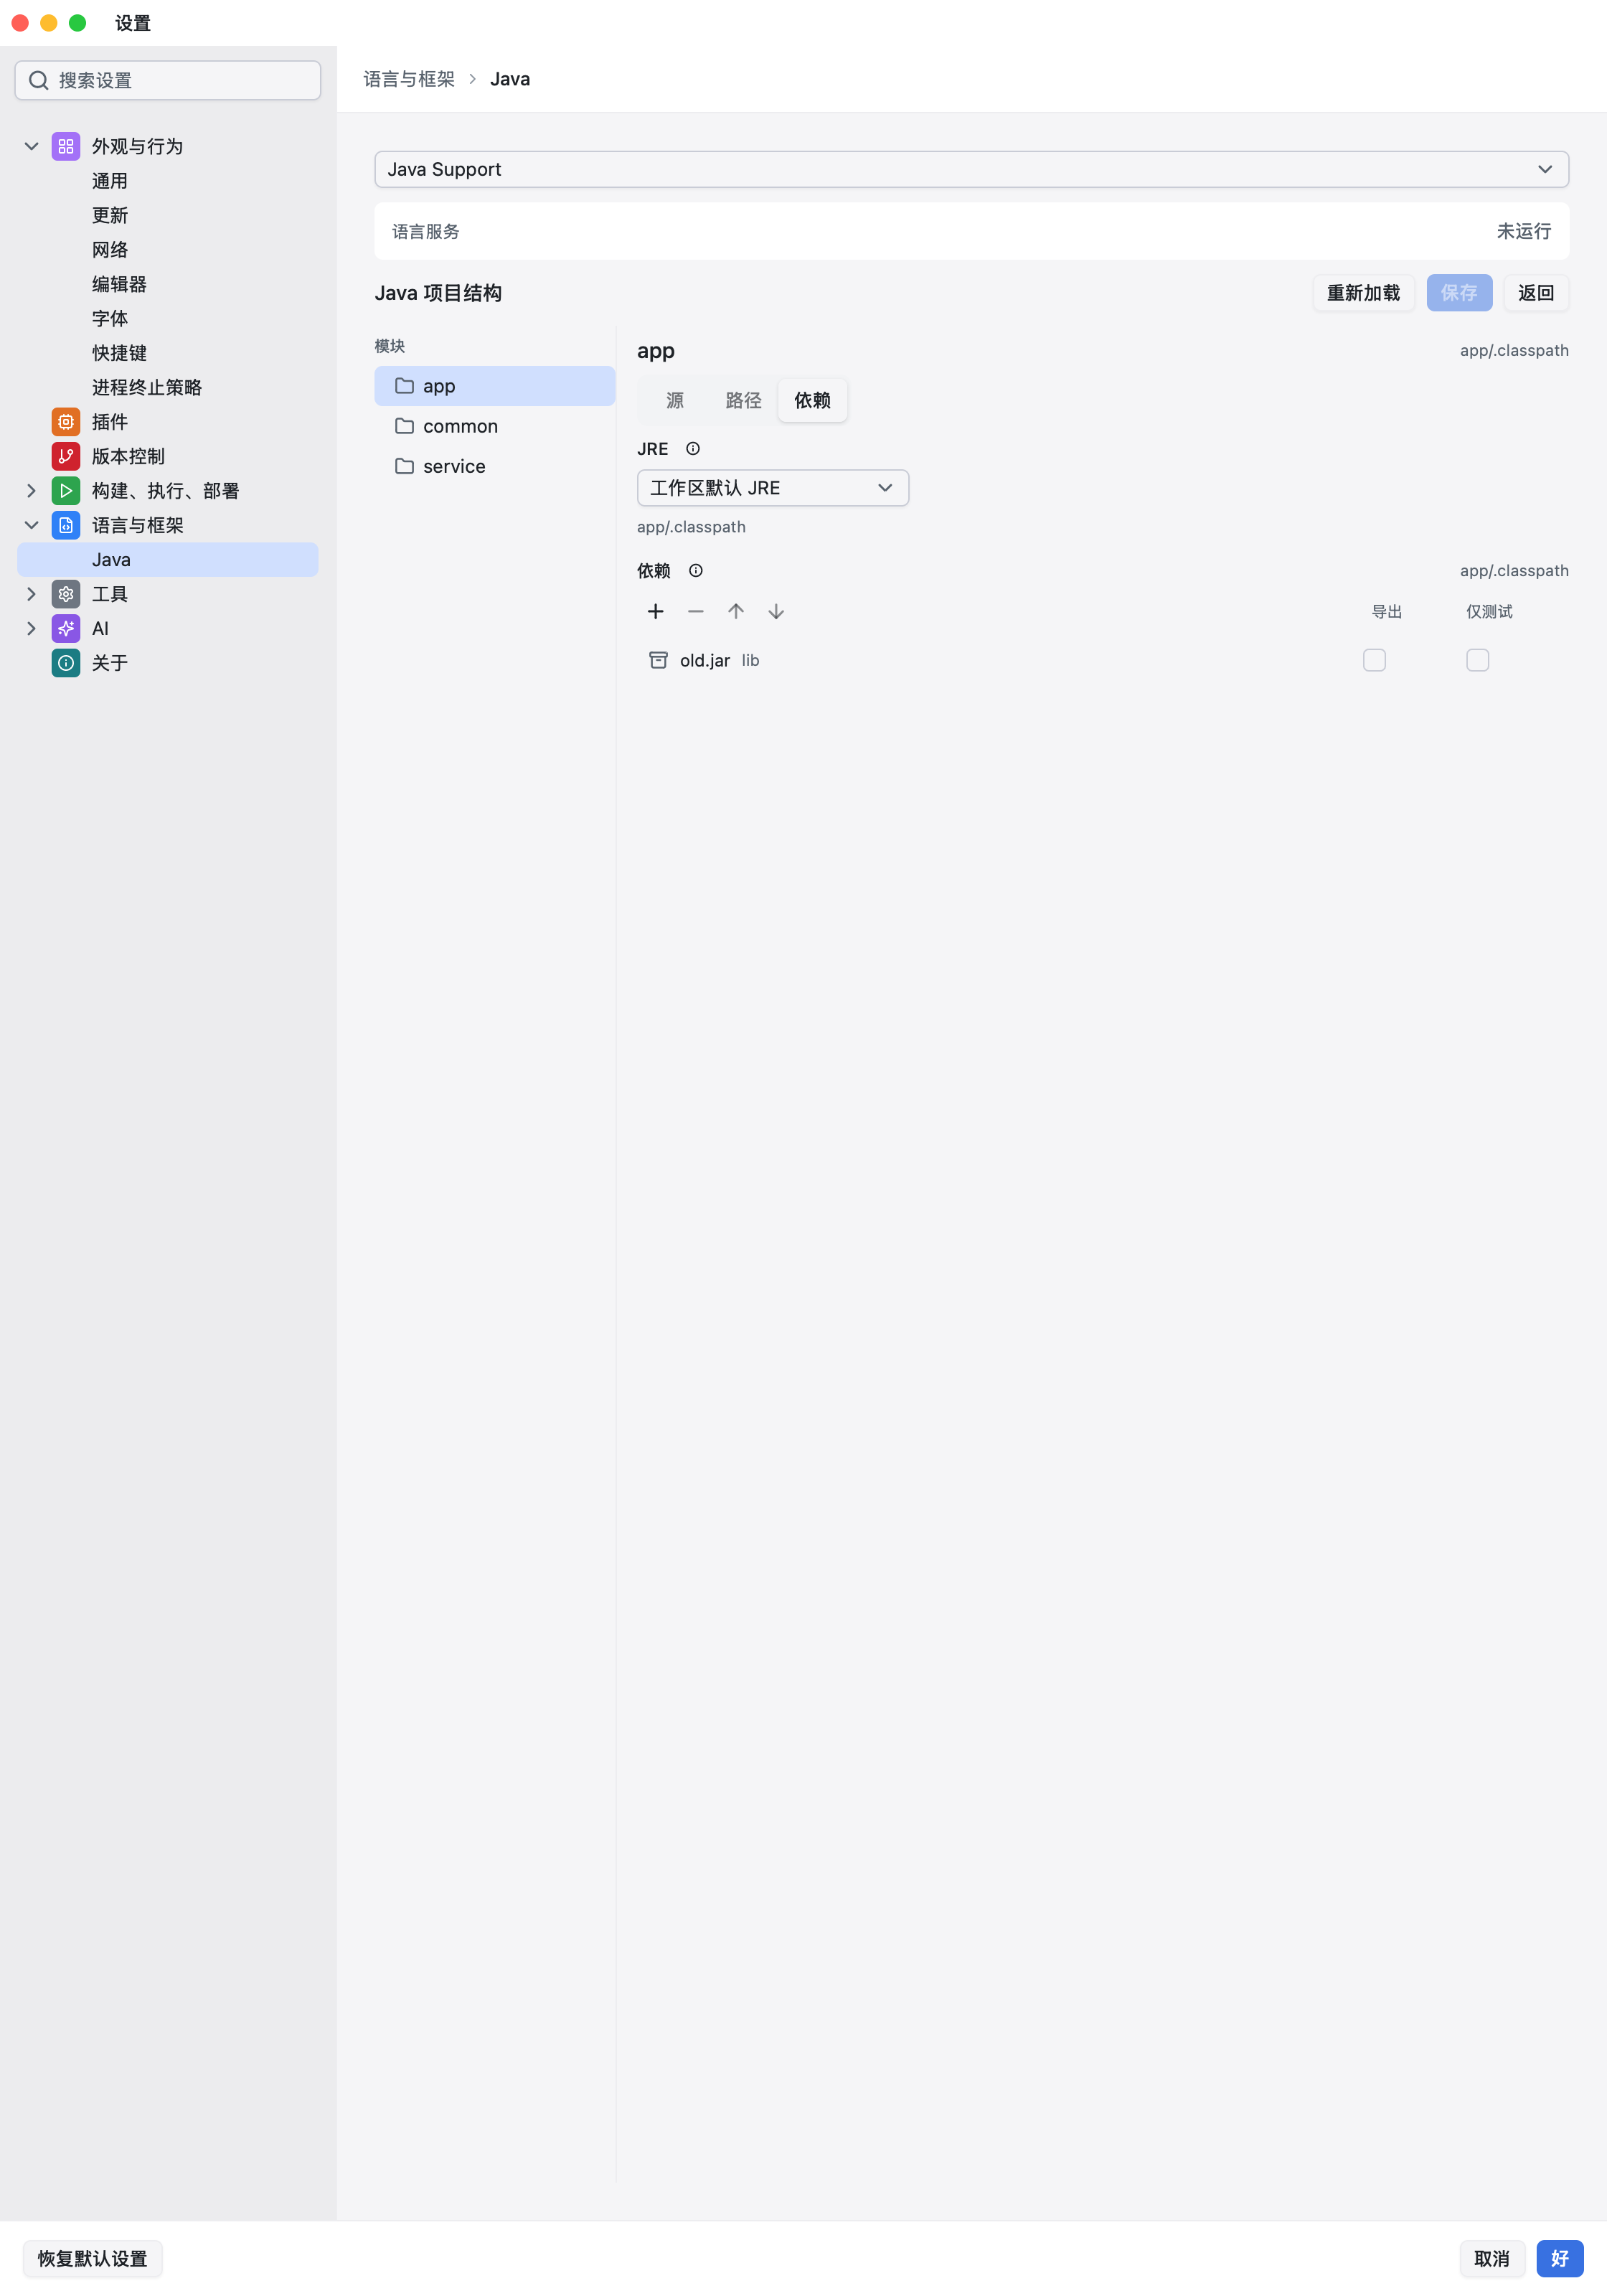 设置
搜索设置
外观与行为
通用
更新
网络
编辑器
字体
快捷键
进程终止策略
插件
版本控制
构建、执行、部署
语言与框架
Java
工具
AI
关于
语言与框架 > Java
Java Support
语言服务 未运行
Java 项目结构 重新加载 保存 返回
模块
app
common
service
app app/.classpath
源 路径 依赖
JRE
工作区默认 JRE
app/.classpath
依赖 app/.classpath
导出 仅测试
old.jar lib
恢复默认设置 取消 好